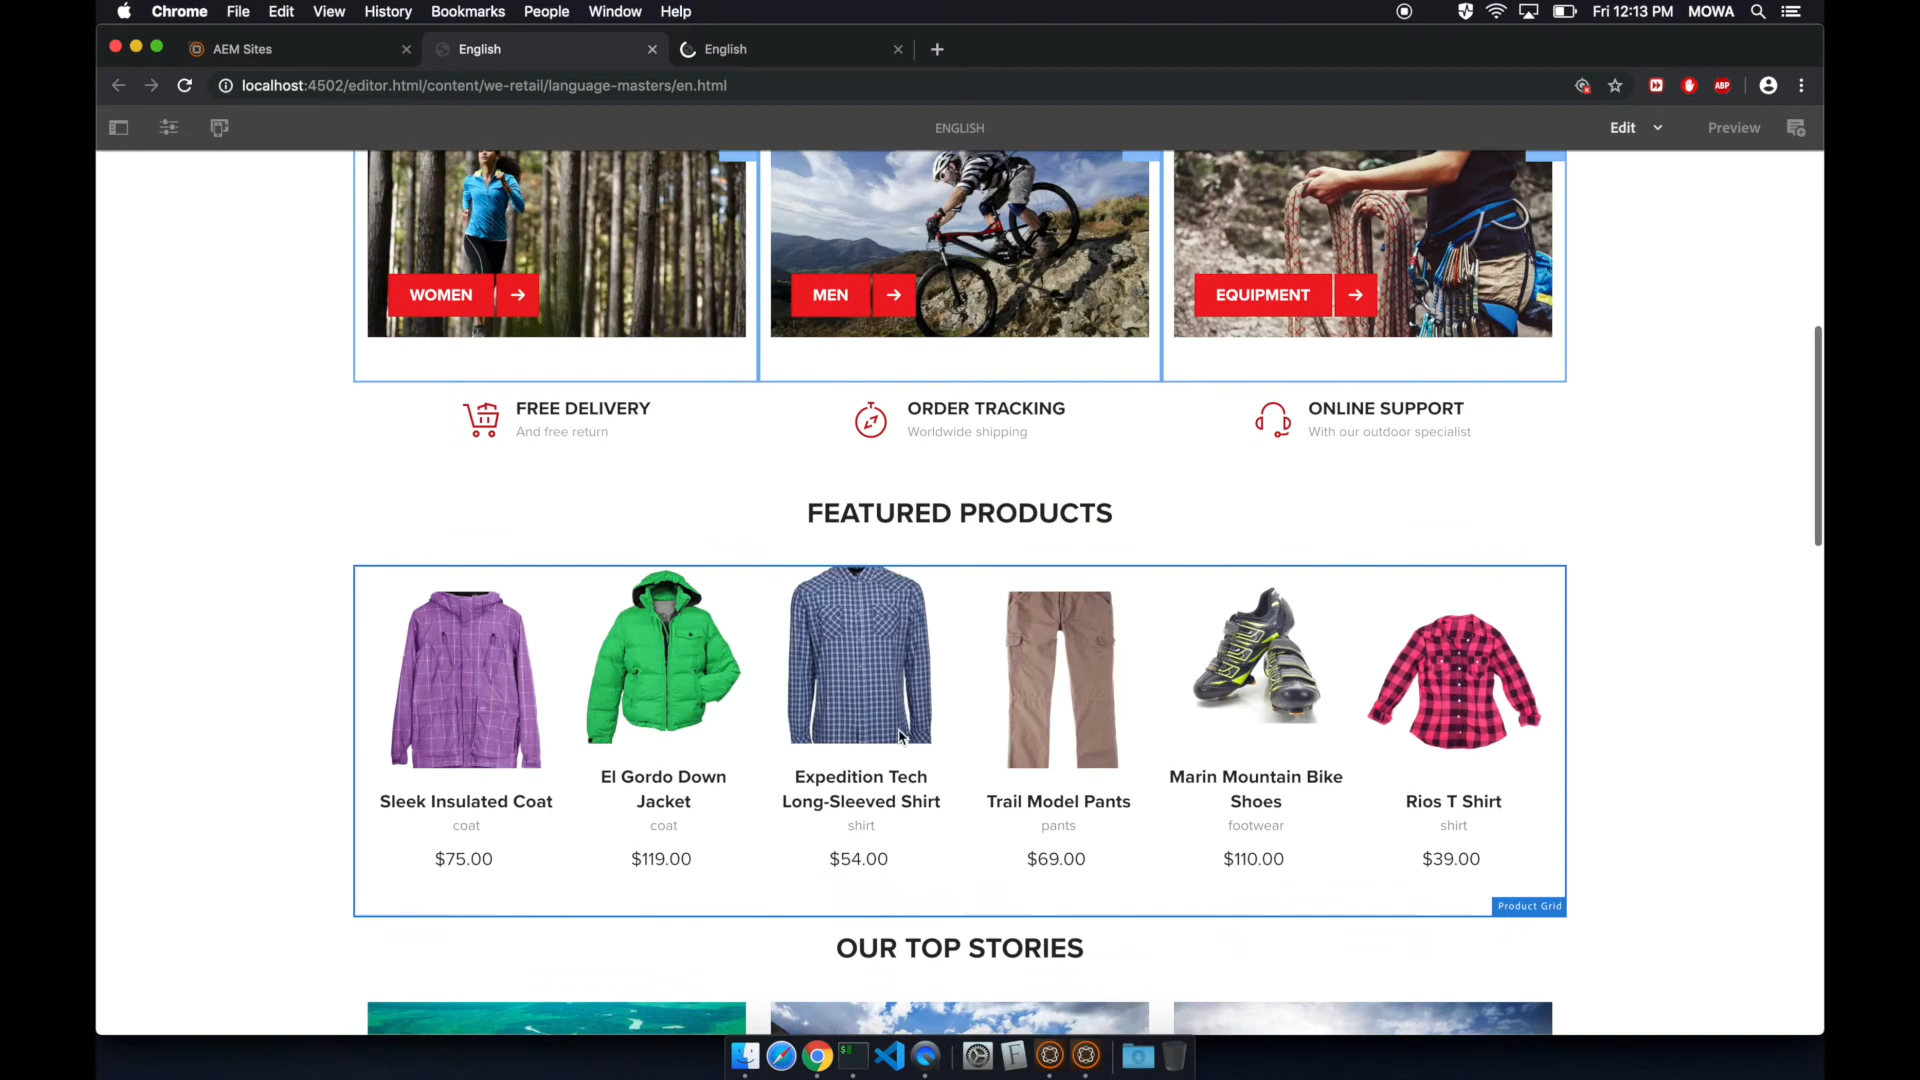 Chrome File Edit View History Bookmarks People Window Help
Fri 12:13 PM MOWA
AEM Sites
English
English
localhost:4502/editor.html/content/we-retail/language-masters/en.html
ABP
ENGLISH
Edit
Preview
WOMEN
MEN
EQUIPMENT
FREE DELIVERY
And free return
ORDER TRACKING
Worldwide shipping
ONLINE SUPPORT
With our outdoor specialist
FEATURED PRODUCTS
Sleek Insulated Coat
coat
$75.00
El Gordo Down
Jacket
coat
$119.00
Expedition Tech
Long-Sleeved Shirt
shirt
$54.00
Trail Model Pants
pants
$69.00
Marin Mountain Bike
Shoes
footwear
$110.00
Rios T Shirt
shirt
$39.00
Product Grid
OUR TOP STORIES